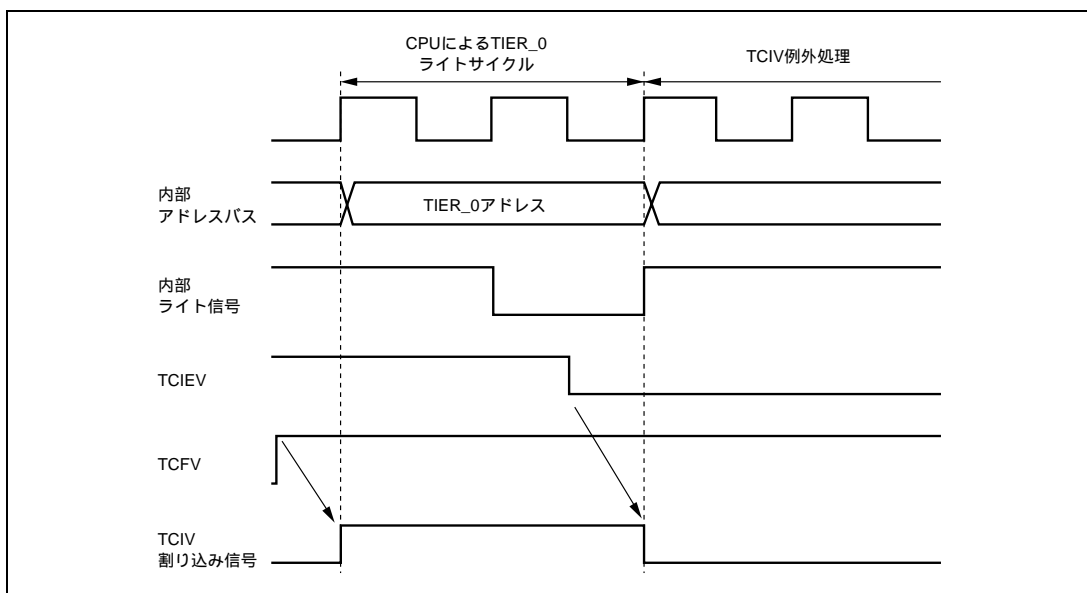 CPUによるTIER_0
ライトサイクル
TCIV例外処理
内部
アドレスバス
TIER_0アドレス
内部
ライト信号
TCIEV
TCFV
TCIV
割り込み信号